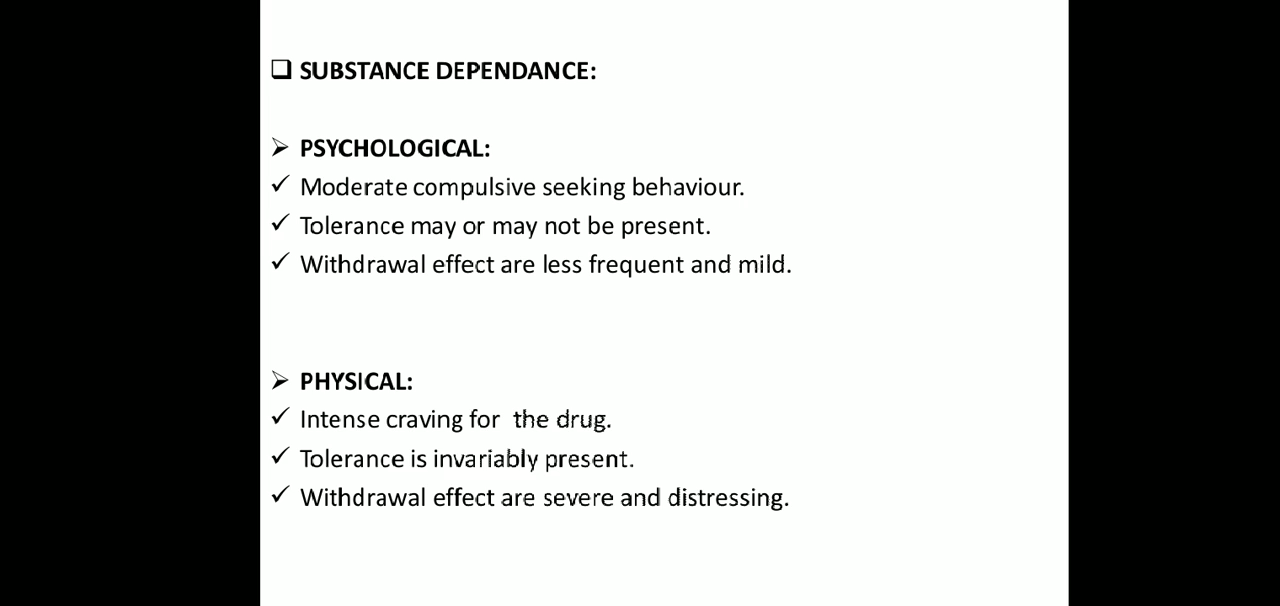 ❑ SUBSTANCE DEPENDANCE:
➢ PSYCHOLOGICAL:
✓ Moderate compulsive seeking behaviour.
✓ Tolerance may or may not be present.
✓ Withdrawal effect are less frequent and mild.
➢ PHYSICAL:
✓ Intense craving for the drug.
✓ Tolerance is invariably present.
✓ Withdrawal effect are severe and distressing.